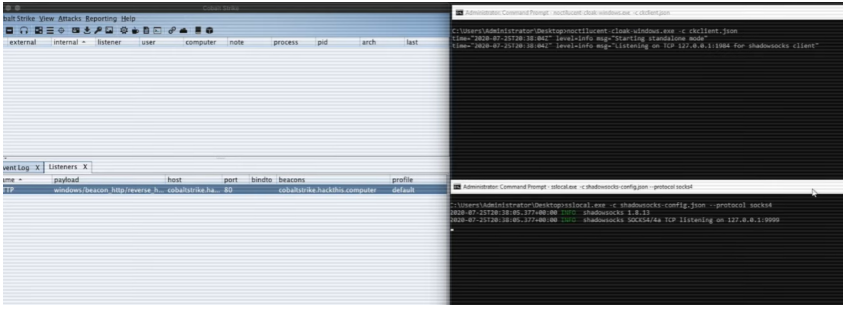 Cobalt Strike
balt Strike View Attacks Reporting Help
external internal listener user computer note process pid arch last
vent Log X Listeners X
ame payload host port bindto beacons profile
TTP windows/beacon_http/reverse_h... cobaltstrike.ha... 80 cobaltstrike.hackthis.computer default
Administrator: Command Prompt - noctilucent-cloak-windows.exe -c ckclient.json
C:\Users\Administrator\Desktop>noctilucent-cloak-windows.exe -c ckclient.json
time="2020-07-25T20:38:04Z" level=info msg="Starting standalone mode"
time="2020-07-25T20:38:04Z" level=info msg="Listening on TCP 127.0.0.1:1984 for shadowsocks client"
Administrator: Command Prompt - sslocal.exe -c shadowsocks-config.json --protocol socks4
C:\Users\Administrator\Desktop>sslocal.exe -c shadowsocks-config.json --protocol socks4
2020-07-25T20:38:05.377+00:00 INFO shadowsocks 1.8.13
2020-07-25T20:38:05.377+00:00 INFO shadowsocks SOCKS4/4a TCP listening on 127.0.0.1:9999